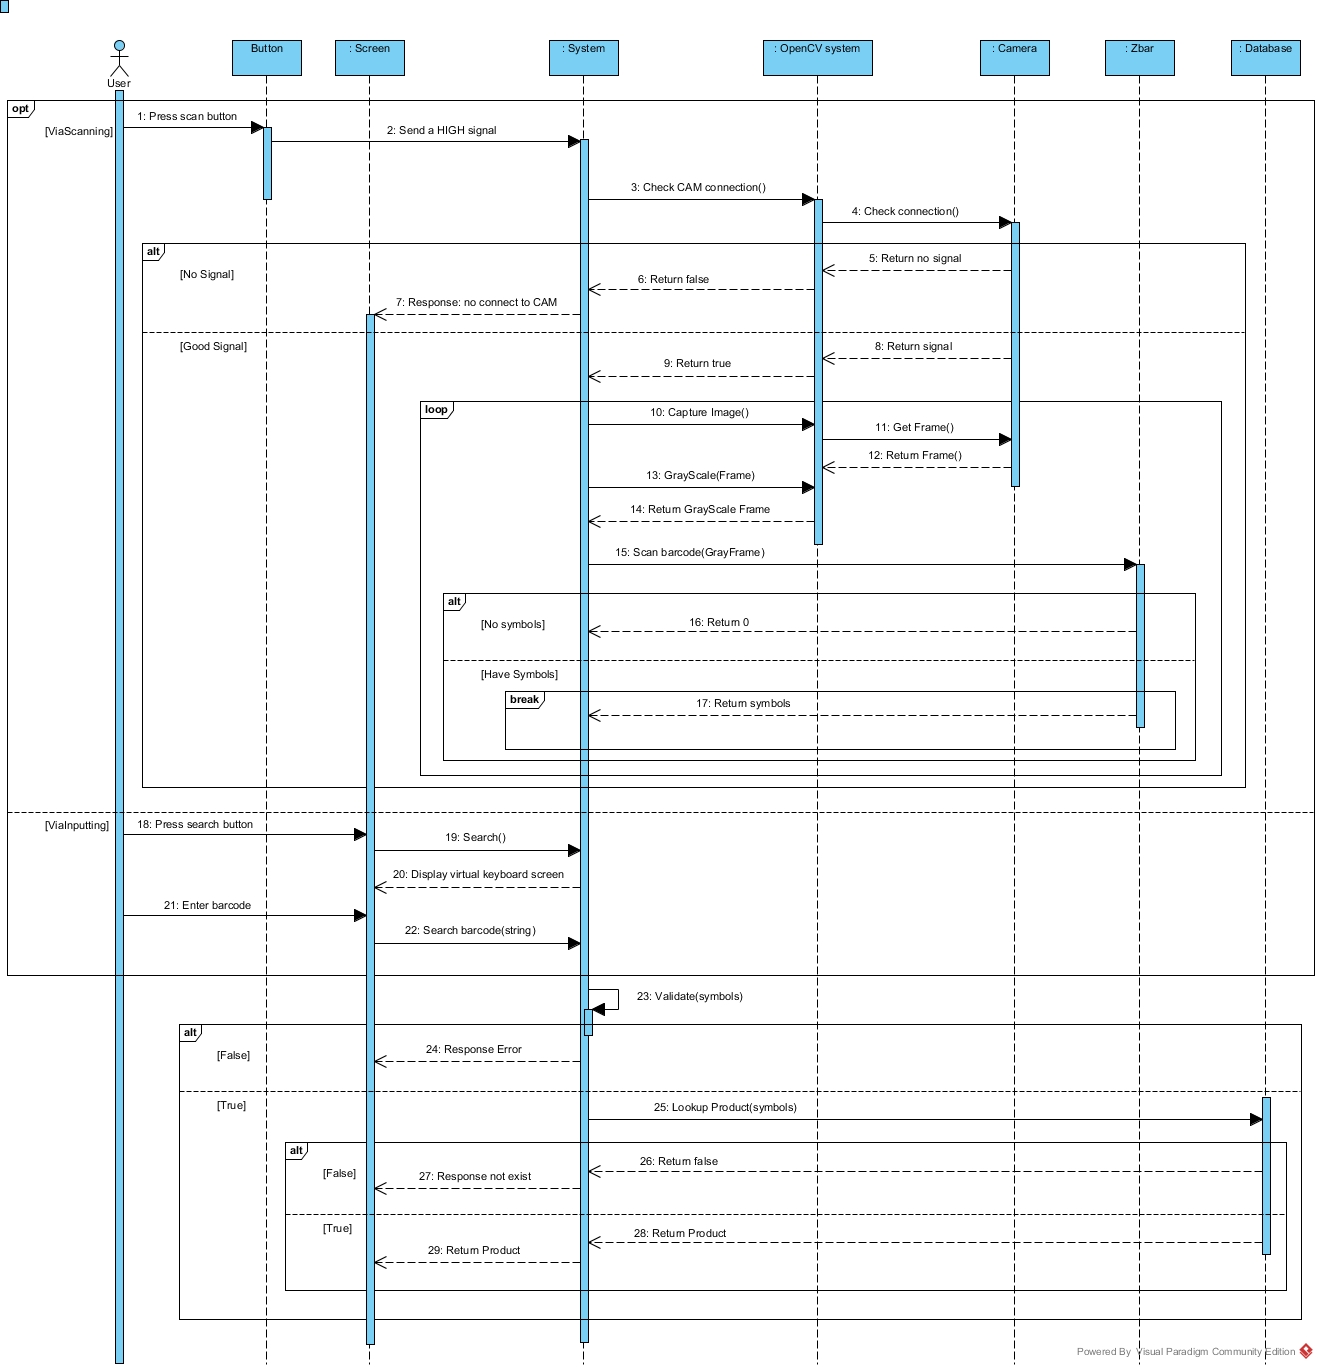 Button
: Screen
: System
: OpenCV system
: Camera
: Zbar
: Database
User
opt
[ViaScanning]
1: Press scan button
2: Send a HIGH signal
3: Check CAM connection()
4: Check connection()
alt
[No Signal]
5: Return no signal
6: Return false
7: Response: no connect to CAM
[Good Signal]
8: Return signal
9: Return true
loop
10: Capture Image()
11: Get Frame()
12: Return Frame()
13: GrayScale(Frame)
14: Return GrayScale Frame
15: Scan barcode(GrayFrame)
alt
[No symbols]
16: Return 0
[Have Symbols]
break
17: Return symbols
[ViaInputting]
18: Press search button
19: Search()
20: Display virtual keyboard screen
21: Enter barcode
22: Search barcode(string)
23: Validate(symbols)
alt
[False]
24: Response Error
[True]
25: Lookup Product(symbols)
alt
[False]
26: Return false
27: Response not exist
[True]
28: Return Product
29: Return Product
Powered By Visual Paradigm Community Edition